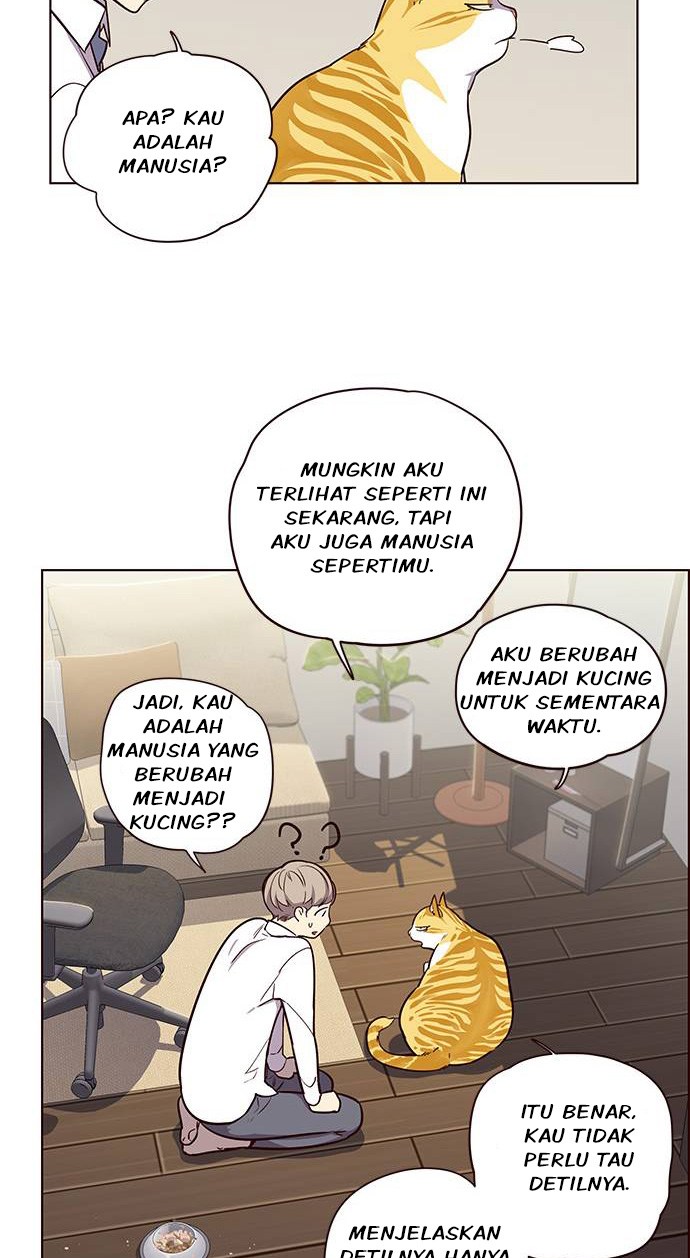 APA? KAU
ADALAH
MANUSIA?
MUNGKIN AKU
TERLIHAT SEPERTI INI
SEKARANG, TAPI
AKU JUGA MANUSIA
SEPERTIMU.
AKU BERUBAH
MENJADI KUCING
UNTUK SEMENTARA
WAKTU.
JADI, KAU
ADALAH
MANUSIA YANG
BERUBAH
MENJADI
KUCING??
??
ITU BENAR,
KAU TIDAK
PERLU TAU
DETILNYA.
MENJELASKAN
DETILNYA HANYA